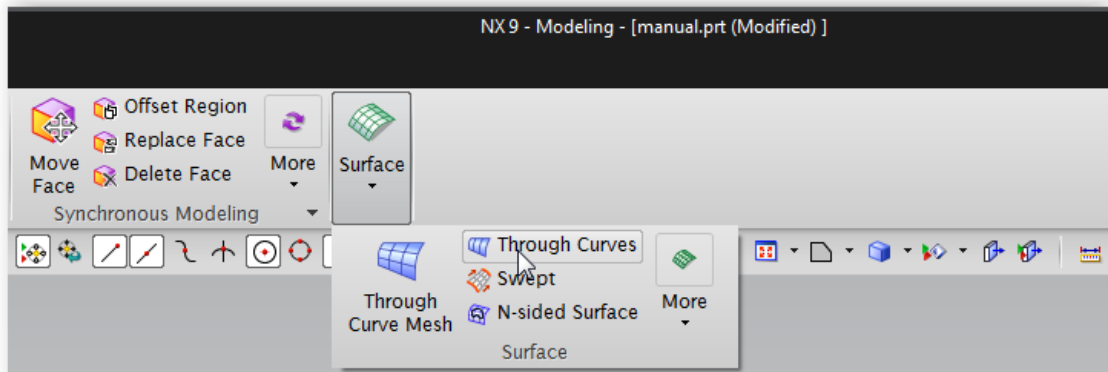 NX 9 - Modeling - [manual.prt (Modified) ]
Offset Region
Replace Face
Delete Face
Move
Face
More
Synchronous Modeling
Surface
Through Curves
Swept
N-sided Surface
Through
Curve Mesh
More
Surface